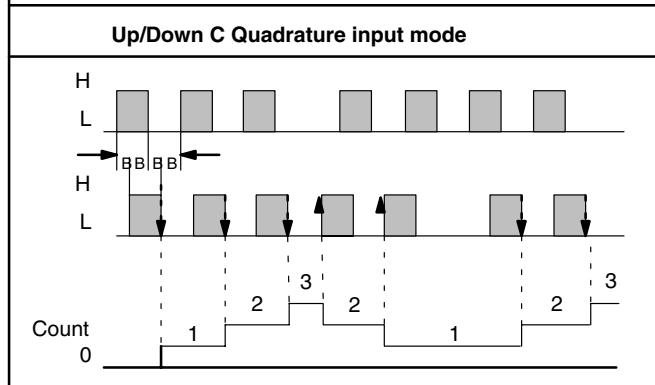 Up/Down C Quadrature input mode
H
L
B B B B
H
L
3 3
2 2 2
Count 1 1
0